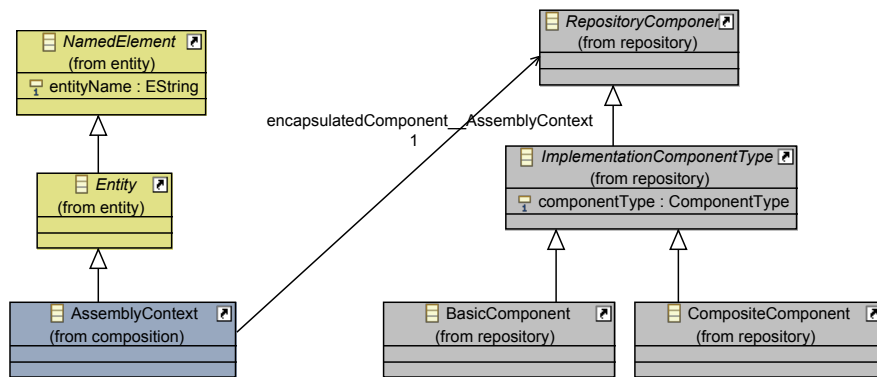 NamedElement
(from entity)
entityName : EString
Entity
(from entity)
AssemblyContext
(from composition)
encapsulatedComponent__AssemblyContext
1
RepositoryComponent
(from repository)
ImplementationComponentType
(from repository)
componentType : ComponentType
BasicComponent
(from repository)
CompositeComponent
(from repository)